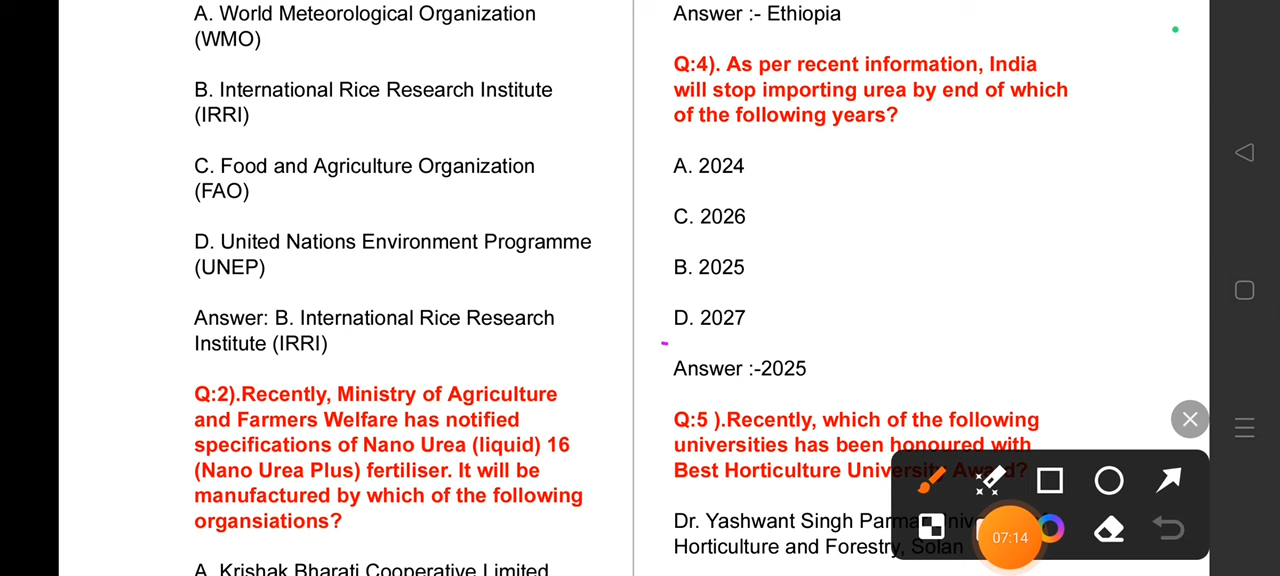 A. World Meteorological Organization
(WMO)
B. International Rice Research Institute
(IRRI)
C. Food and Agriculture Organization
(FAO)
D. United Nations Environment Programme
(UNEP)
Answer: B. International Rice Research
Institute (IRRI)
Q:2).Recently, Ministry of Agriculture
and Farmers Welfare has notified
specifications of Nano Urea (liquid) 16
(Nano Urea Plus) fertiliser. It will be
manufactured by which of the following
organsiations?
A. Krishak Bharati Cooperative Limited
Answer :- Ethiopia
Q:4). As per recent information, India
will stop importing urea by end of which
of the following years?
A. 2024
C. 2026
B. 2025
D. 2027
Answer :-2025
Q:5 ).Recently, which of the following
universities has been honoured with
Best Horticulture University Award?
Dr. Yashwant Singh Parmar
Horticulture and Forestry, Solan
07:14